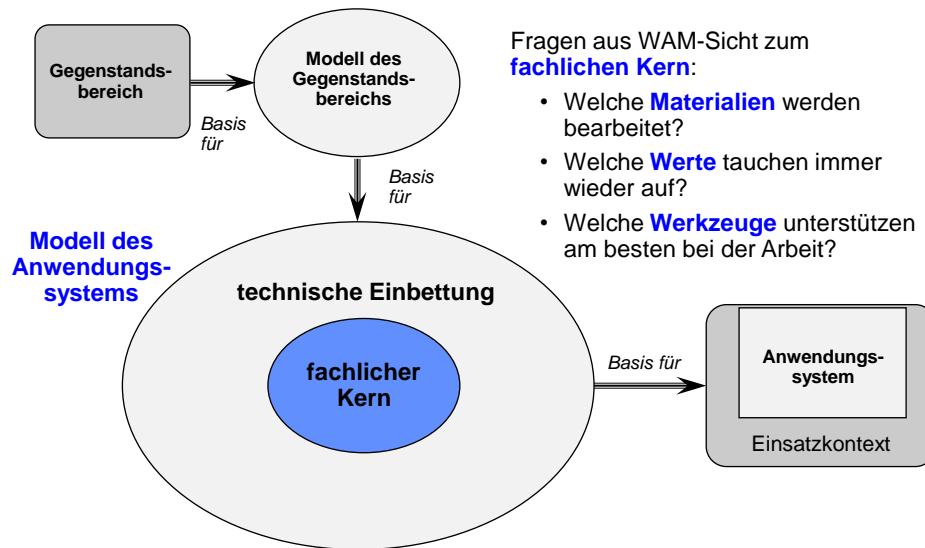 Gegenstands-
bereich
Basis
für
Modell des
Gegenstands-
bereichs
Basis
für
Fragen aus WAM-Sicht zum
fachlichen Kern:
• Welche Materialien werden
bearbeitet?
• Welche Werte tauchen immer
wieder auf?
• Welche Werkzeuge unterstützen
am besten bei der Arbeit?
Modell des
Anwendungs-
systems
technische Einbettung
fachlicher
Kern
Basis für
Anwendungs-
system
Einsatzkontext